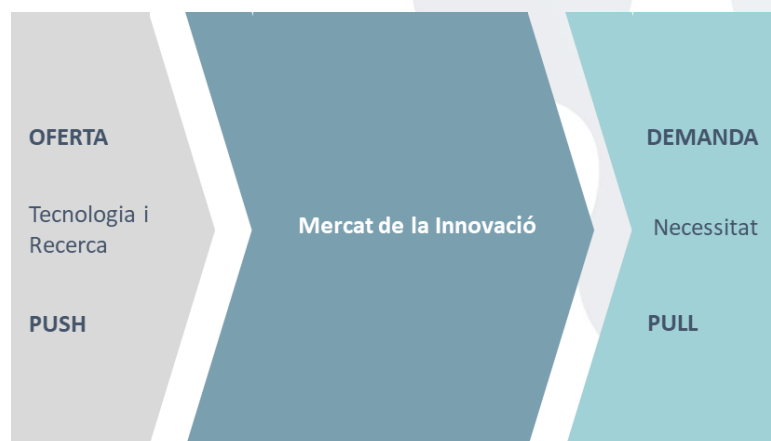 OFERTA
Tecnologia i
Recerca
PUSH
Mercat de la Innovació
DEMANDA
Necessitat
PULL